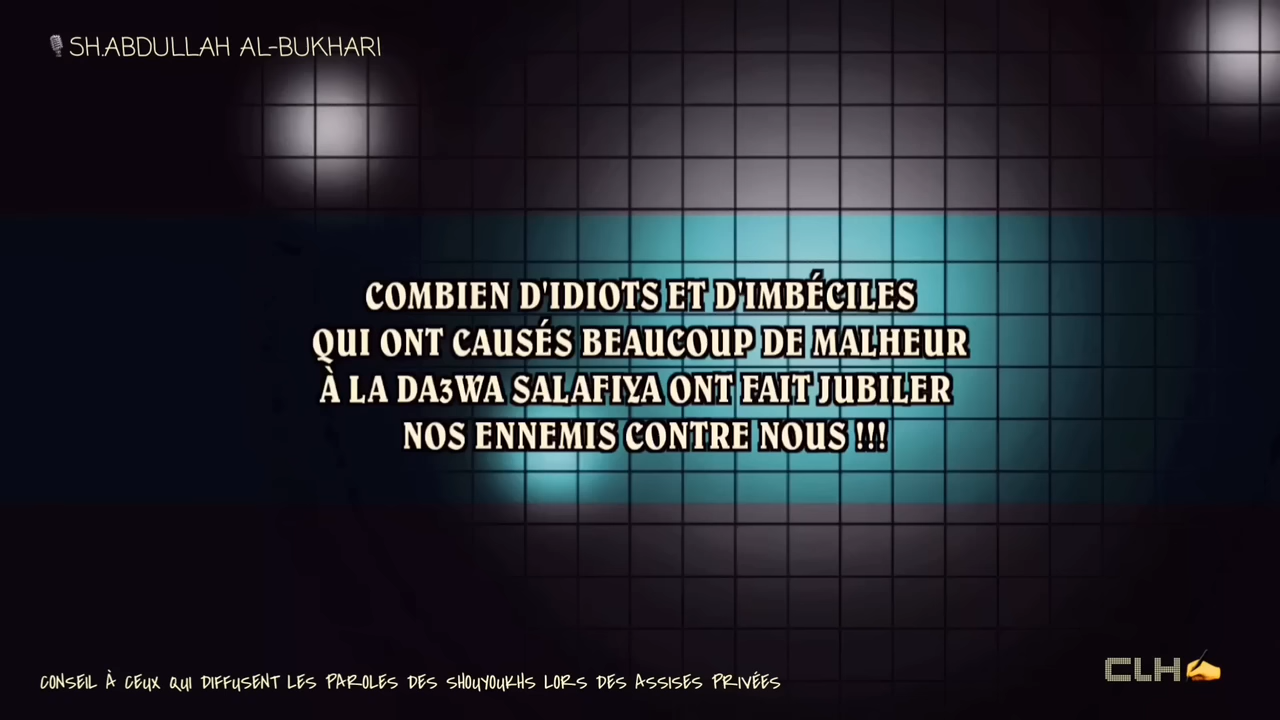 🎙️SH.ABDULLAH AL-BUKHARI
COMBIEN D'IDIOTS ET D'IMBÉCILES
QUI ONT CAUSÉS BEAUCOUP DE MALHEUR
À LA DA3WA SALAFIYA ONT FAIT JUBILER
NOS ENNEMIS CONTRE NOUS !!!
CONSEIL À CEUX QUI DIFFUSENT LES PAROLES DES SHOUYOUKHS LORS DES ASSISES PRIVÉES
CLH✍️